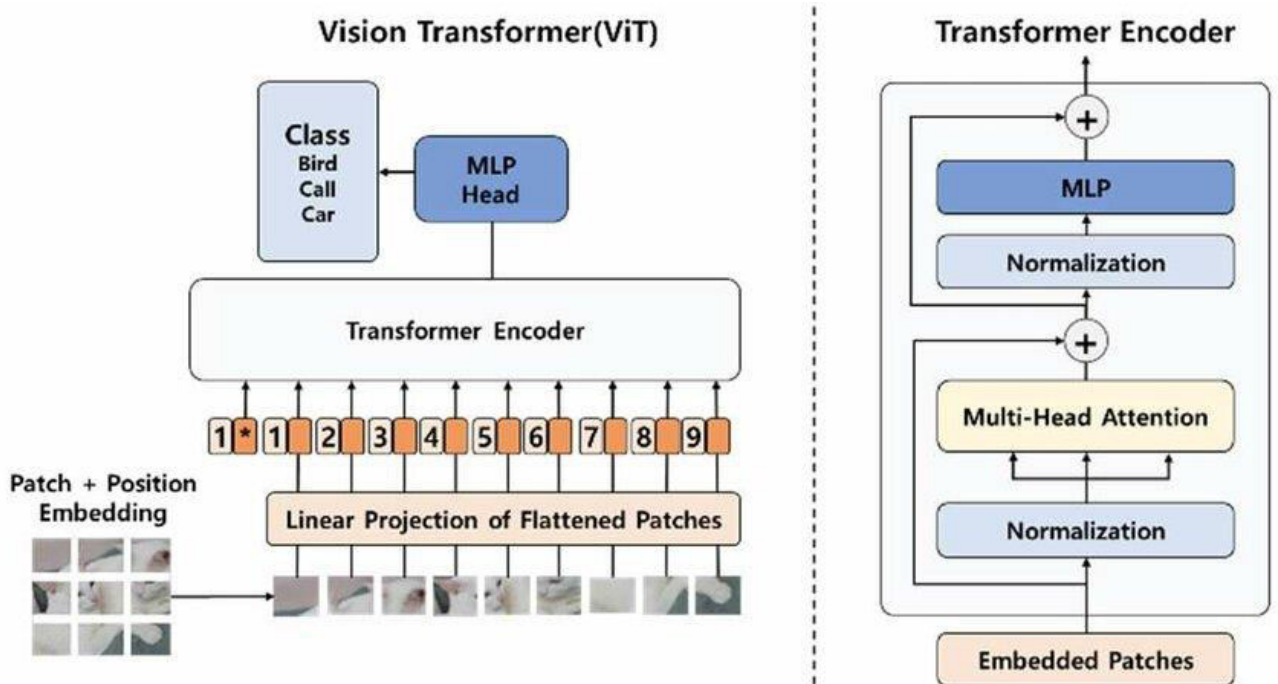 Vision Transformer(ViT)
Class
Bird
Call
Car
MLP
Head
Transformer Encoder
1 * 1 2 3 4 5 6 7 8 9
Patch + Position
Embedding
Linear Projection of Flattened Patches
Transformer Encoder
+
MLP
Normalization
+
Multi-Head Attention
Normalization
Embedded Patches